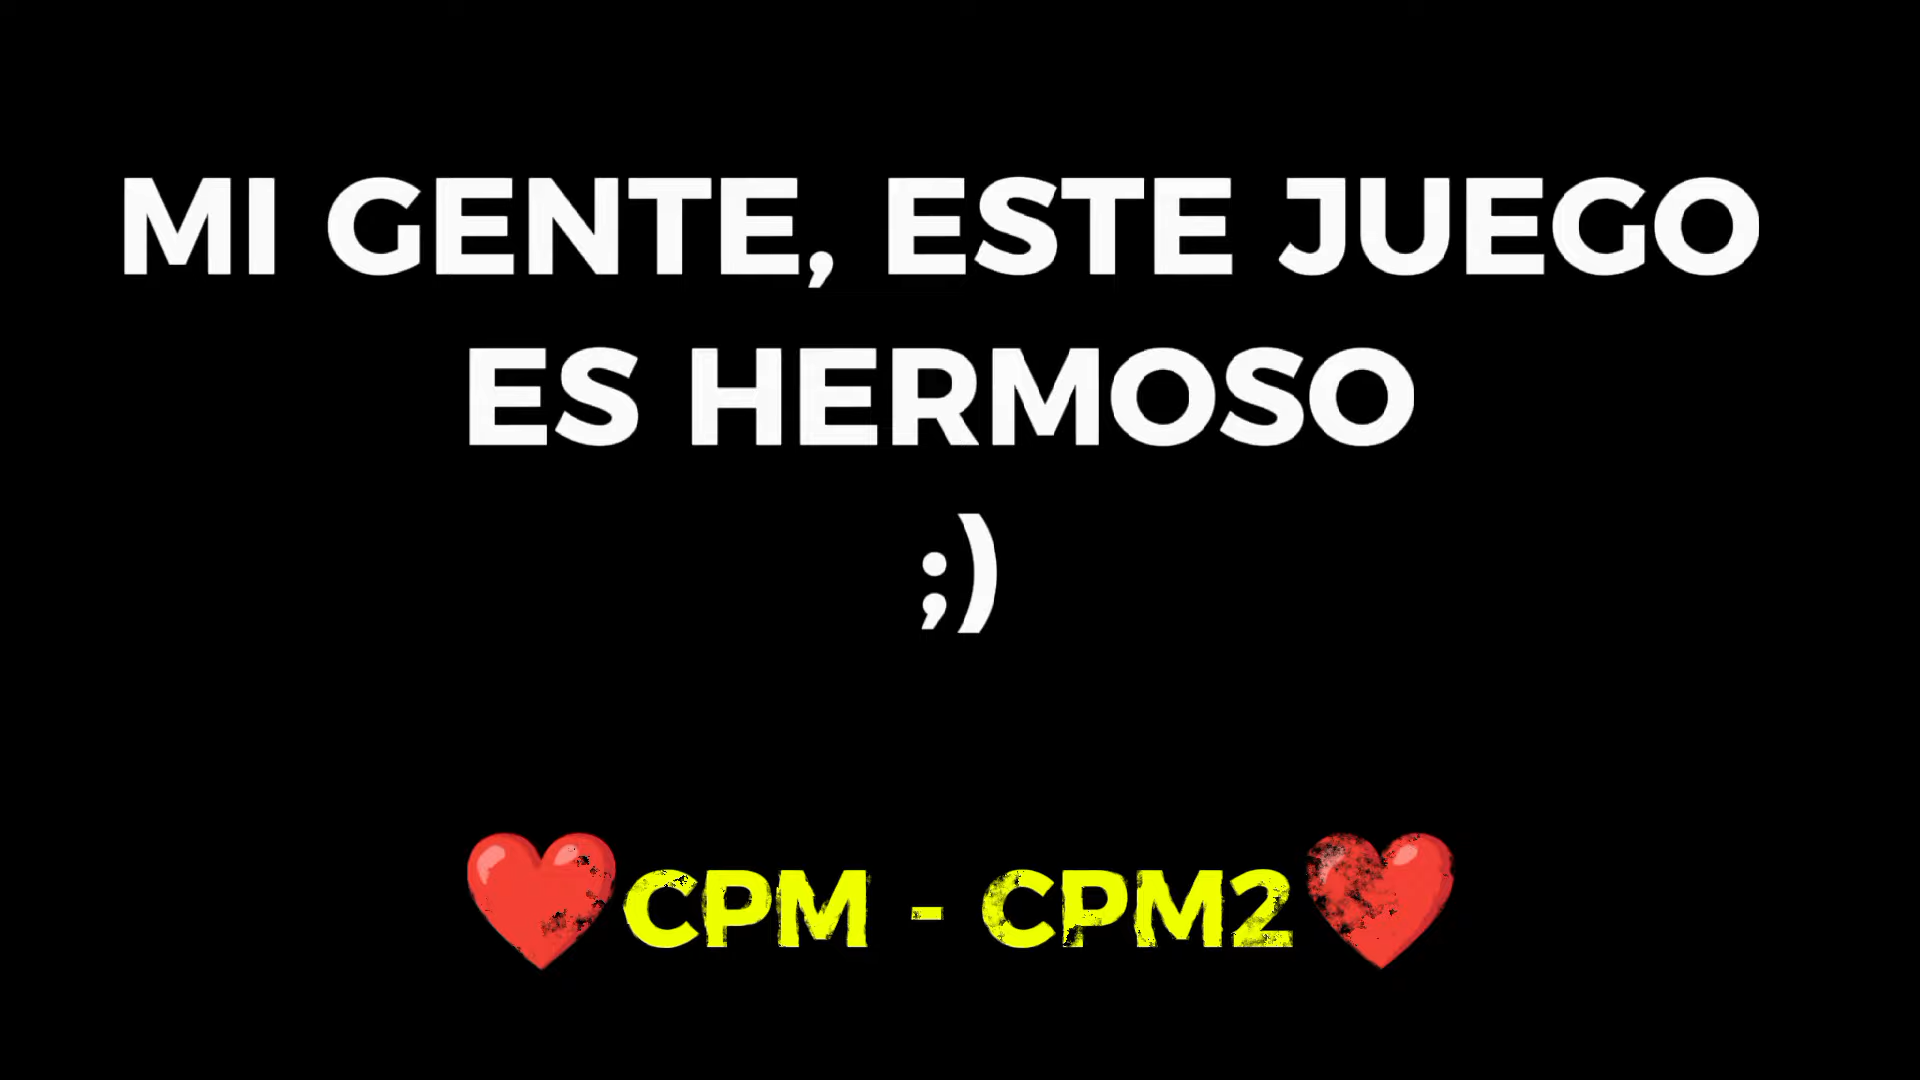 MI GENTE, ESTE JUEGO
ES HERMOSO
;)
❤️CPM - CPM2❤️